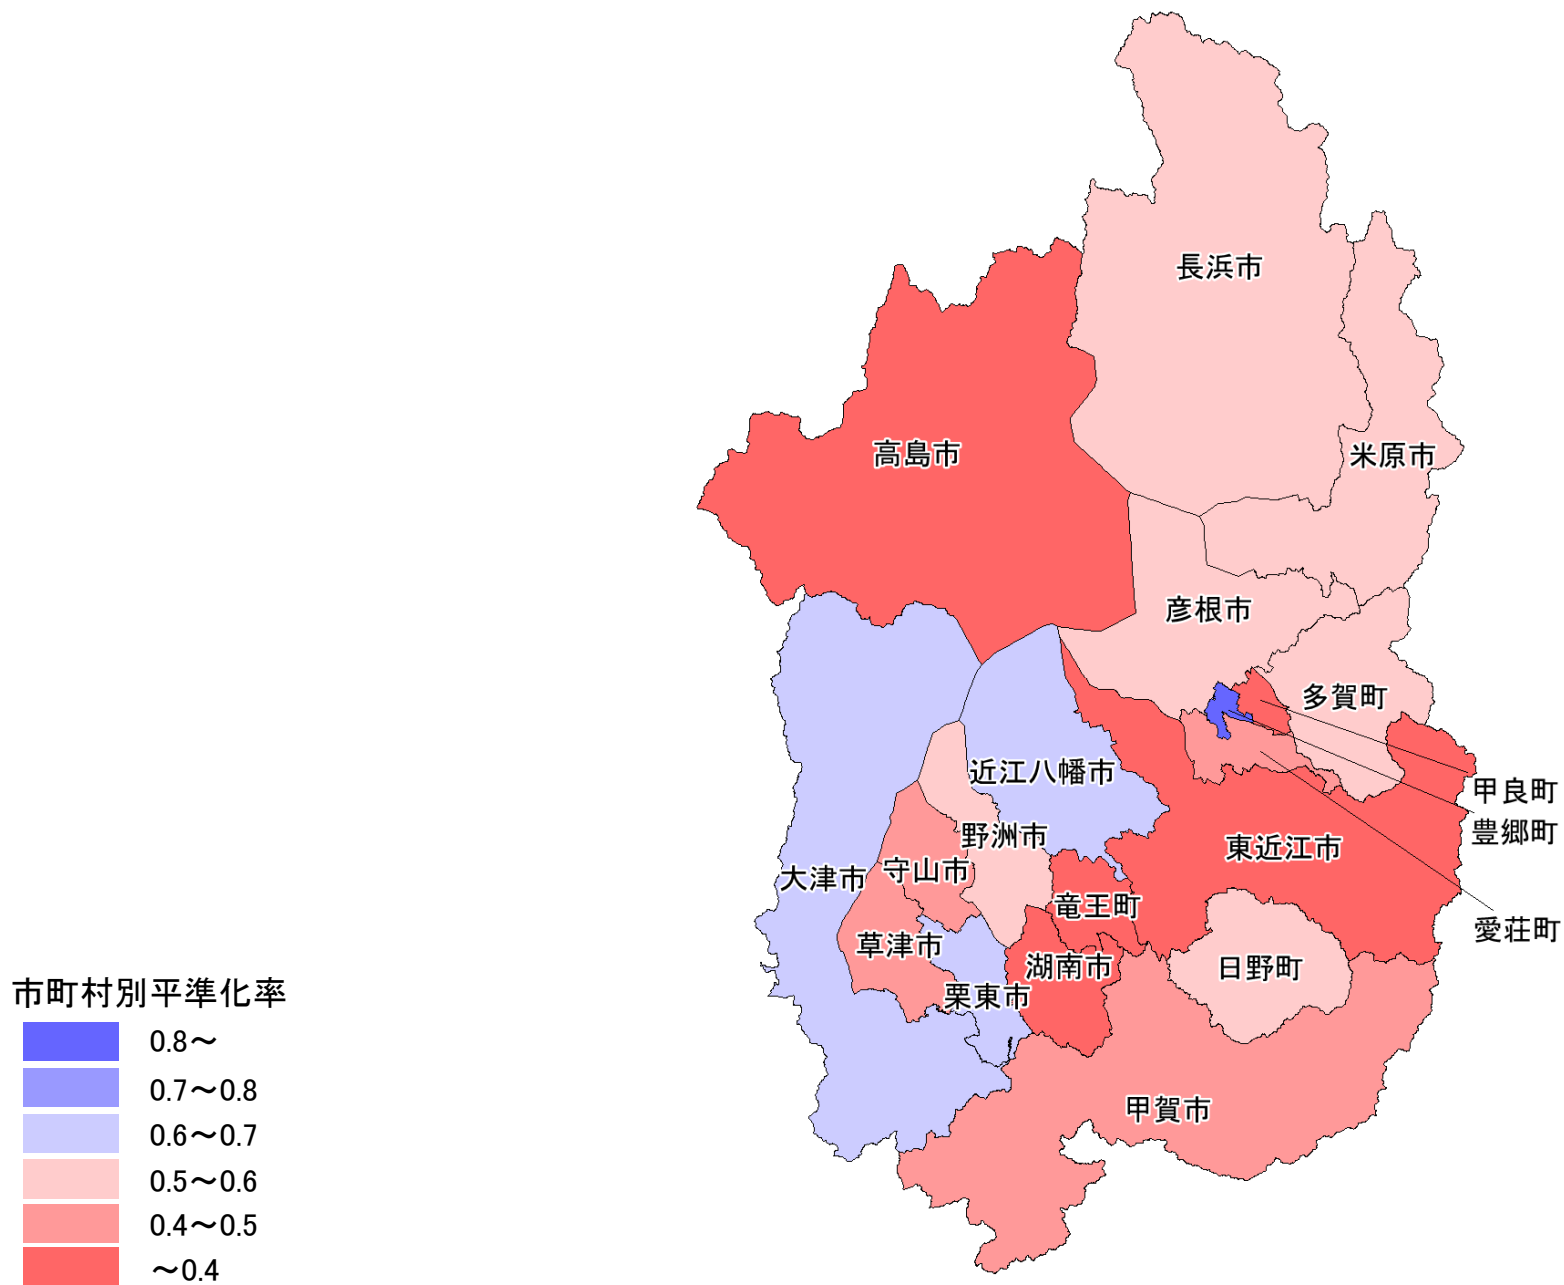 長浜市
米原市
高島市
彦根市
多賀町
近江八幡市
甲良町
豊郷町
野洲市
東近江市
守山市
大津市
竜王町
愛荘町
草津市
湖南市
日野町
栗東市
甲賀市
市町村別平準化率
0.8～
0.7～0.8
0.6～0.7
0.5～0.6
0.4～0.5
～0.4